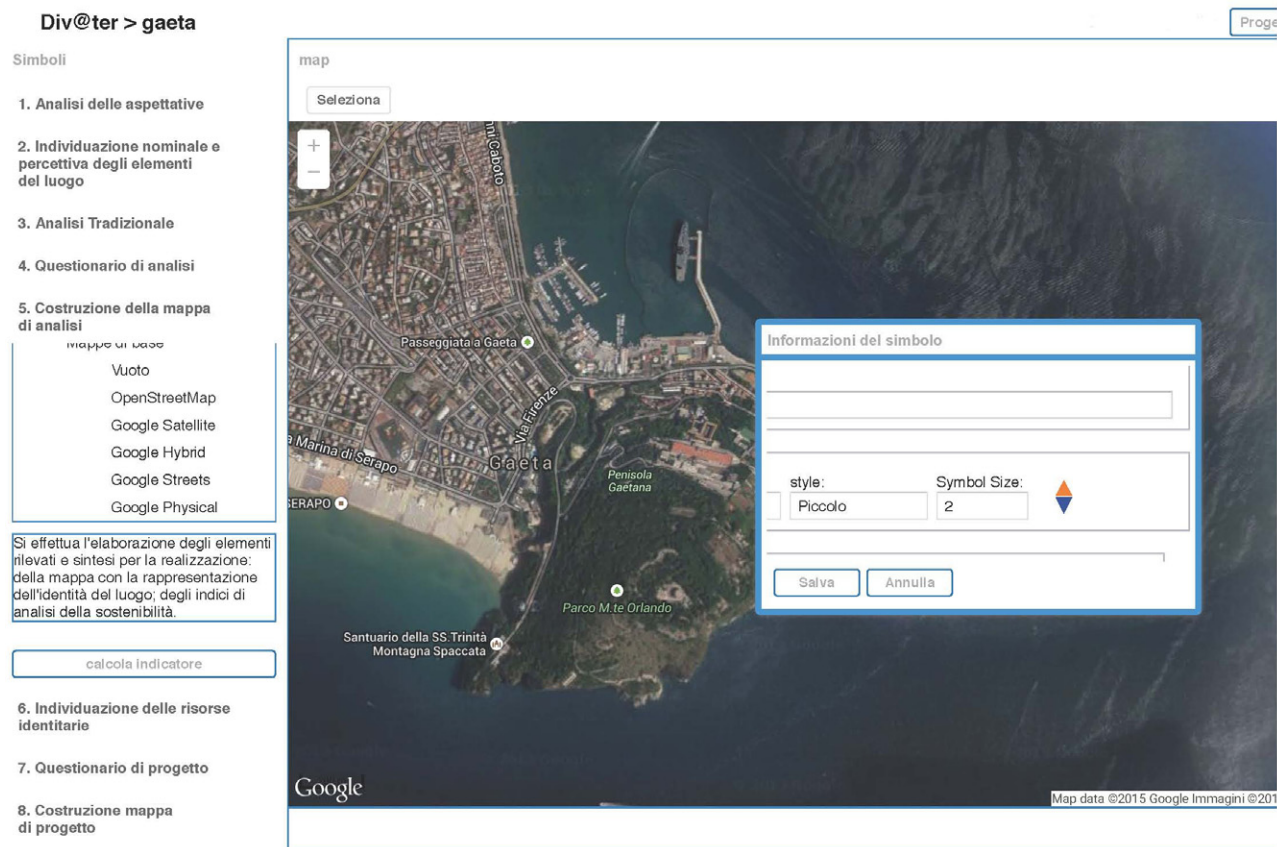 Div@ter > gaeta
Proge
Simboli
1. Analisi delle aspettative
2. Individuazione nominale e
percettiva degli elementi
del luogo
3. Analisi Tradizionale
4. Questionario di analisi
5. Costruzione della mappa
di analisi
Mappe di base
Vuoto
OpenStreetMap
Google Satellite
Google Hybrid
Google Streets
Google Physical
Si effettua l'elaborazione degli elementi
rilevati e sintesi per la realizzazione:
della mappa con la rappresentazione
dell'identità del luogo; degli indici di
analisi della sostenibilità.
calcola indicatore
6. Individuazione delle risorse
identitarie
7. Questionario di progetto
8. Costruzione mappa
di progetto
map
Seleziona
+
−
nni Caboto
Passeggiata a Gaeta
Via Firenze
a Marina di Serapo
Gaeta
SERAPO
Penisola
Gaetana
Parco M.te Orlando
Santuario della SS.Trinità
Montagna Spaccata
Google
Map data ©2015 Google Immagini ©201
Informazioni del simbolo
style:
Symbol Size:
Piccolo
2
Salva
Annulla